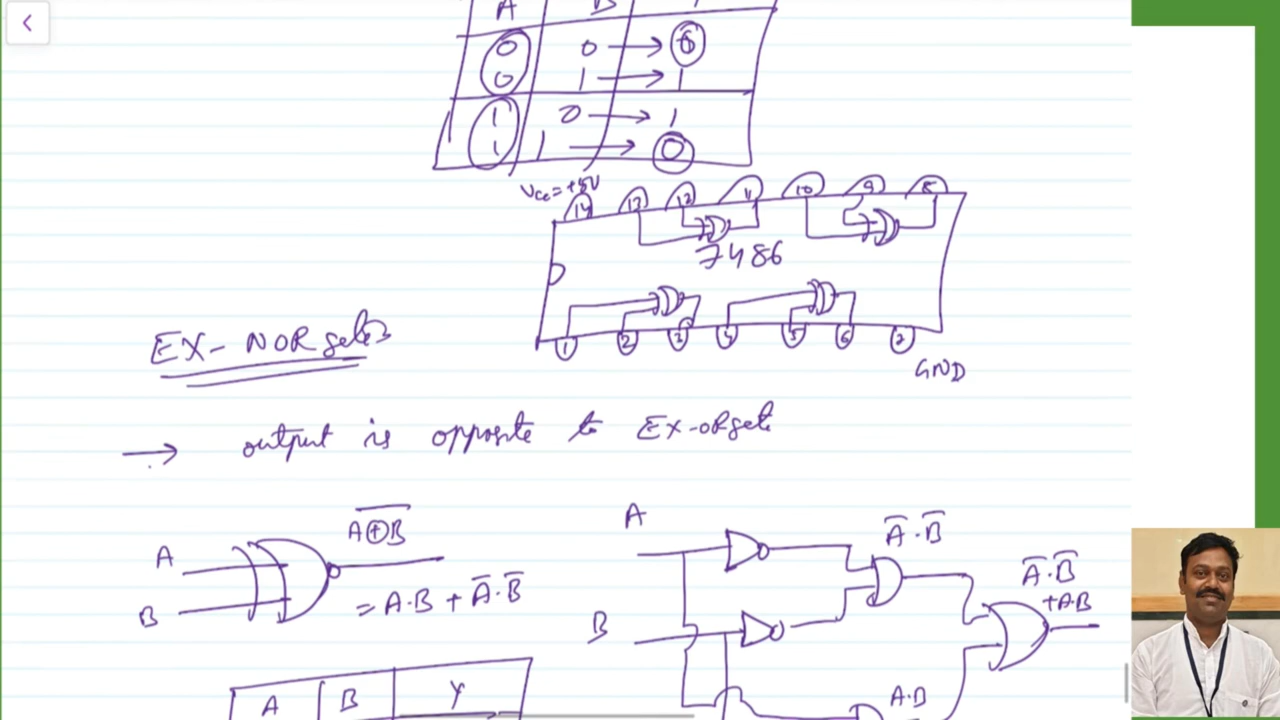 A B
0 0 → 0
0 1 → 1
1 0 → 1
1 1 → 0
Vcc = +5V
14 13 12 11 10 9 8
7486
1 2 3 4 5 6 7
GND
EX-NOR gate
→ output is opposite to EX-OR gate
A
B
A⊕B̅
= A.B + A̅.B̅
A
B
A̅.B̅
A.B
A̅.B̅
+A.B
A B Y